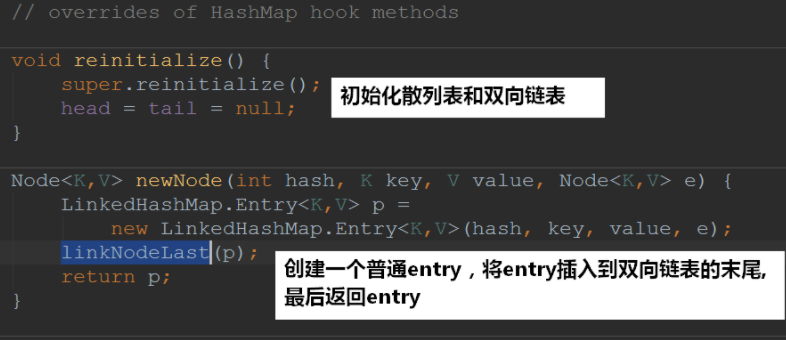 // overrides of HashMap hook methods
void reinitialize() {
super.reinitialize();
head = tail = null;
初始化散列表和双向链表
}
Node<K,V> newNode(int hash, K key, V value, Node<K,V> e) {
LinkedHashMap.Entry<K,V> p =
new LinkedHashMap.Entry<K,V>(hash, key, value, e);
linkNodeLast(p);
return p;
创建一个普通entry，将entry插入到双向链表的末尾,
最后返回entry
}